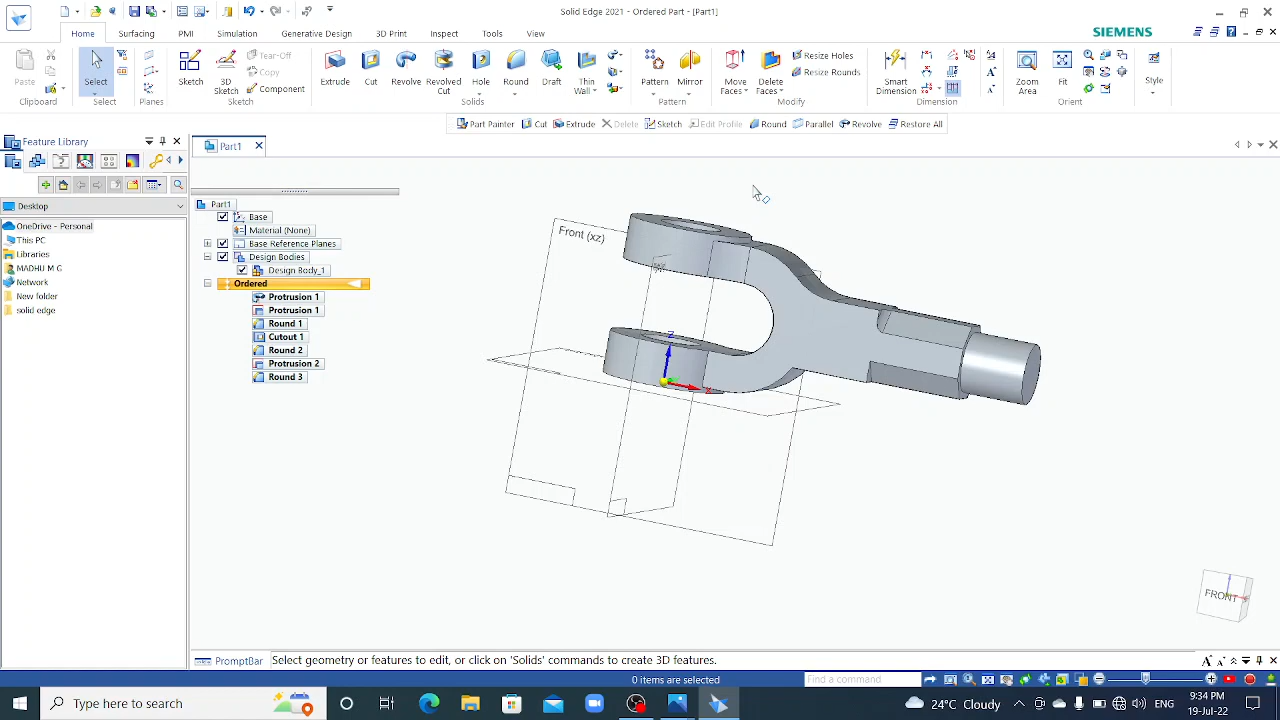 Solid Edge 2021 - Ordered Part - [Part1]
Home
Surfacing
PMI
Simulation
Generative Design
3D Print
Inspect
Tools
View
SIEMENS
Paste
Clipboard
Select
Select
Planes
Sketch
3D Sketch
Tear-Off
Copy
Component
Sketch
Extrude
Cut
Revolve
Revolved Cut
Hole
Round
Draft
Thin Wall
Solids
Pattern
Mirror
Pattern
Move Faces
Delete Faces
Resize Holes
Resize Rounds
Modify
Smart Dimension
Dimension
Zoom Area
Fit
Orient
Style
Part Painter
Cut
Extrude
Delete
Sketch
Edit Profile
Round
Parallel
Revolve
Restore All
Feature Library
Part1
Desktop
OneDrive - Personal
This PC
Libraries
MADHU M G
Network
New folder
solid edge
Part1
Base
Material (None)
Base Reference Planes
Design Bodies
Design Body_1
Ordered
Protrusion 1
Protrusion 1
Round 1
Cutout 1
Round 2
Protrusion 2
Round 3
Front (xz)
Z
X
FRONT
PromptBar
Select geometry or features to edit, or click on 'Solids' commands to create 3D features.
0 items are selected
Find a command
Type here to search
24°C Cloudy
ENG
9:34 PM
19-Jul-22